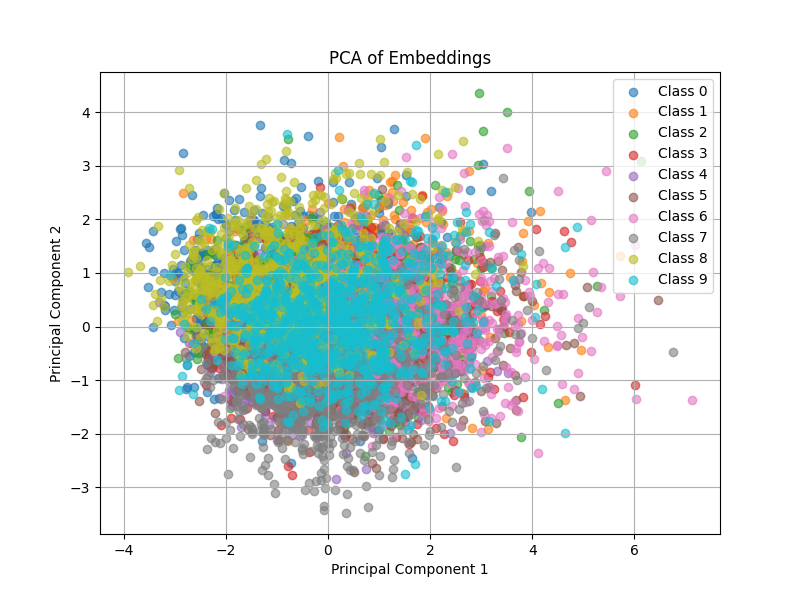 PCA of Embeddings
Class 0
Class 1
Class 2
Class 3
Class 4
Class 5
Class 6
Class 7
Class 8
Class 9
4
3
2
1
0
−1
−2
−3
Principal Component 2
−4 −2 0 2 4 6
Principal Component 1